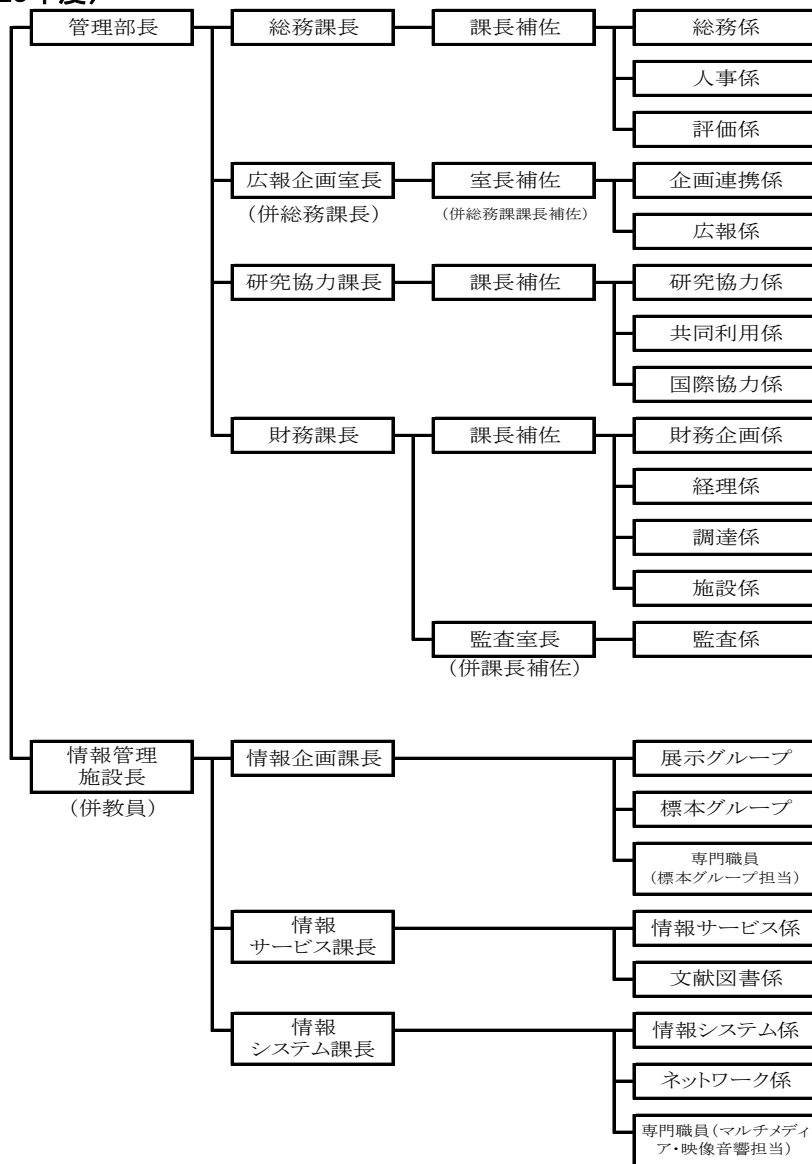 管理部長 総務課長 課長補佐 総務係
人事係
評価係
広報企画室長 室長補佐 企画連携係
(併総務課長) (併総務課課長補佐)
広報係
研究協力課長 課長補佐 研究協力係
共同利用係
国際協力係
財務課長 課長補佐 財務企画係
経理係
調達係
施設係
監査室長 監査係
(併課長補佐)
情報管理
施設長
(併教員)
情報企画課長 展示グループ
標本グループ
専門職員
(標本グループ担当)
情報
サービス課長
情報サービス係
文献図書係
情報
システム課長
情報システム係
ネットワーク係
専門職員(マルチメディ
ア・映像音響担当)